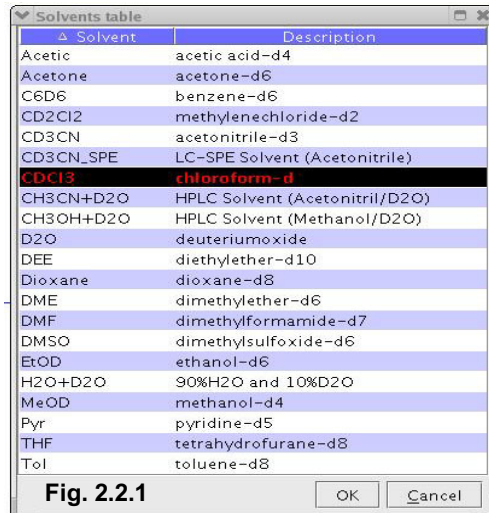 Solvents table
Solvent Description
Acetic acetic acid-d4
Acetone acetone-d6
C6D6 benzene-d6
CD2Cl2 methylenechloride-d2
CD3CN acetonitrile-d3
CD3CN_SPE LC-SPE Solvent (Acetonitrile)
CDCl3 chloroform-d
CH3CN+D2O HPLC Solvent (Acetonitril/D2O)
CH3OH+D2O HPLC Solvent (Methanol/D2O)
D2O deuteriumoxide
DEE diethylether-d10
Dioxane dioxane-d8
DME dimethylether-d6
DMF dimethylformamide-d7
DMSO dimethylsulfoxide-d6
EtOD ethanol-d6
H2O+D2O 90%H2O and 10%D2O
MeOD methanol-d4
Pyr pyridine-d5
THF tetrahydrofurane-d8
Tol toluene-d8
Fig. 2.2.1 OK Cancel